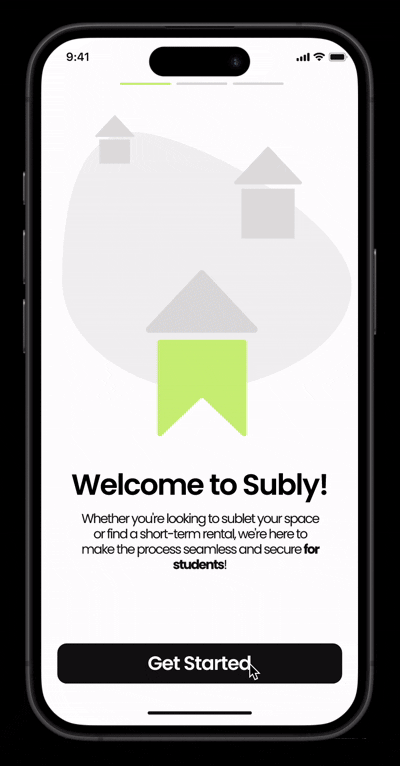 9:41
Welcome to Subly!
Whether you're looking to sublet your space
or find a short-term rental, we're here to
make the process seamless and secure for
students!
Get Started